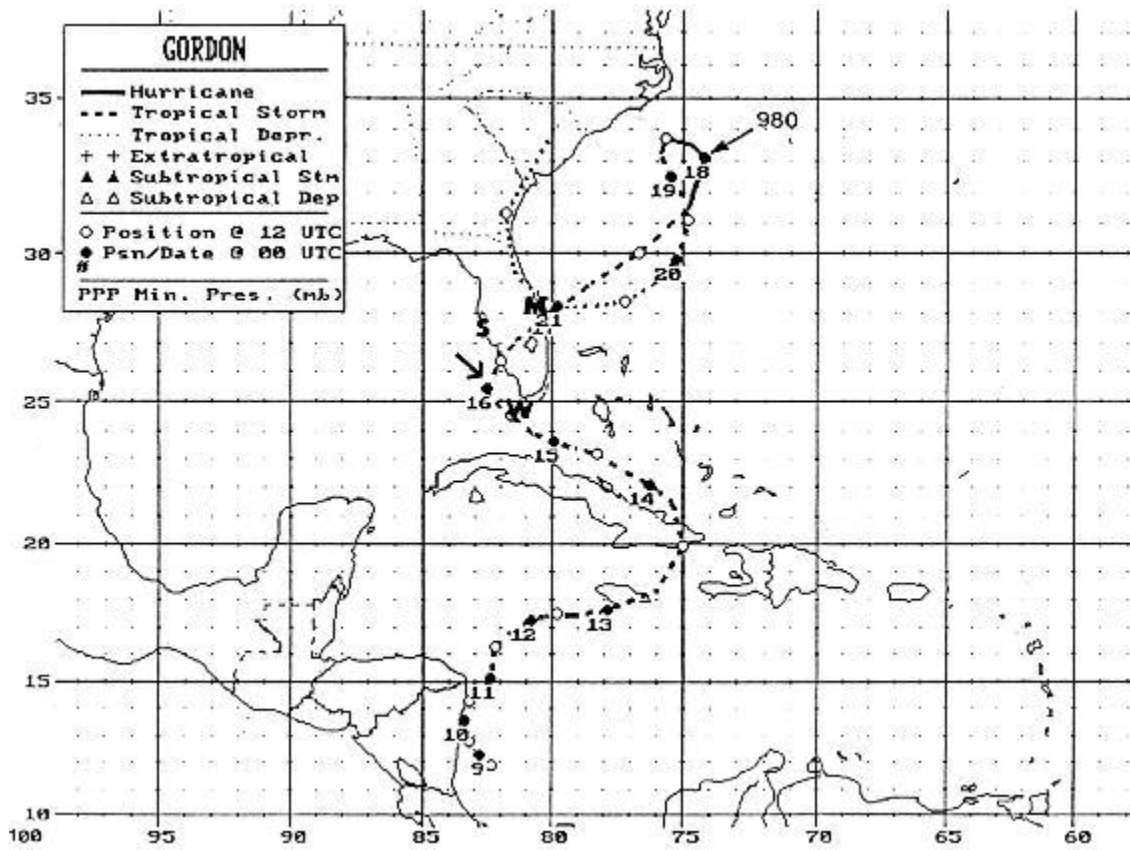 GORDON
Hurricane
Tropical Storm
Tropical Depr.
Extratropical
Subtropical Stm
Subtropical Dep
Position @ 12 UTC
Psn/Date @ 00 UTC
#
PPP Min. Pres. (mb)
35
980
18
19
30
20
M
21
S
25
16
W
15
14
20
13
12
15
11
10
9
10
100
95
90
85
80
75
70
65
60